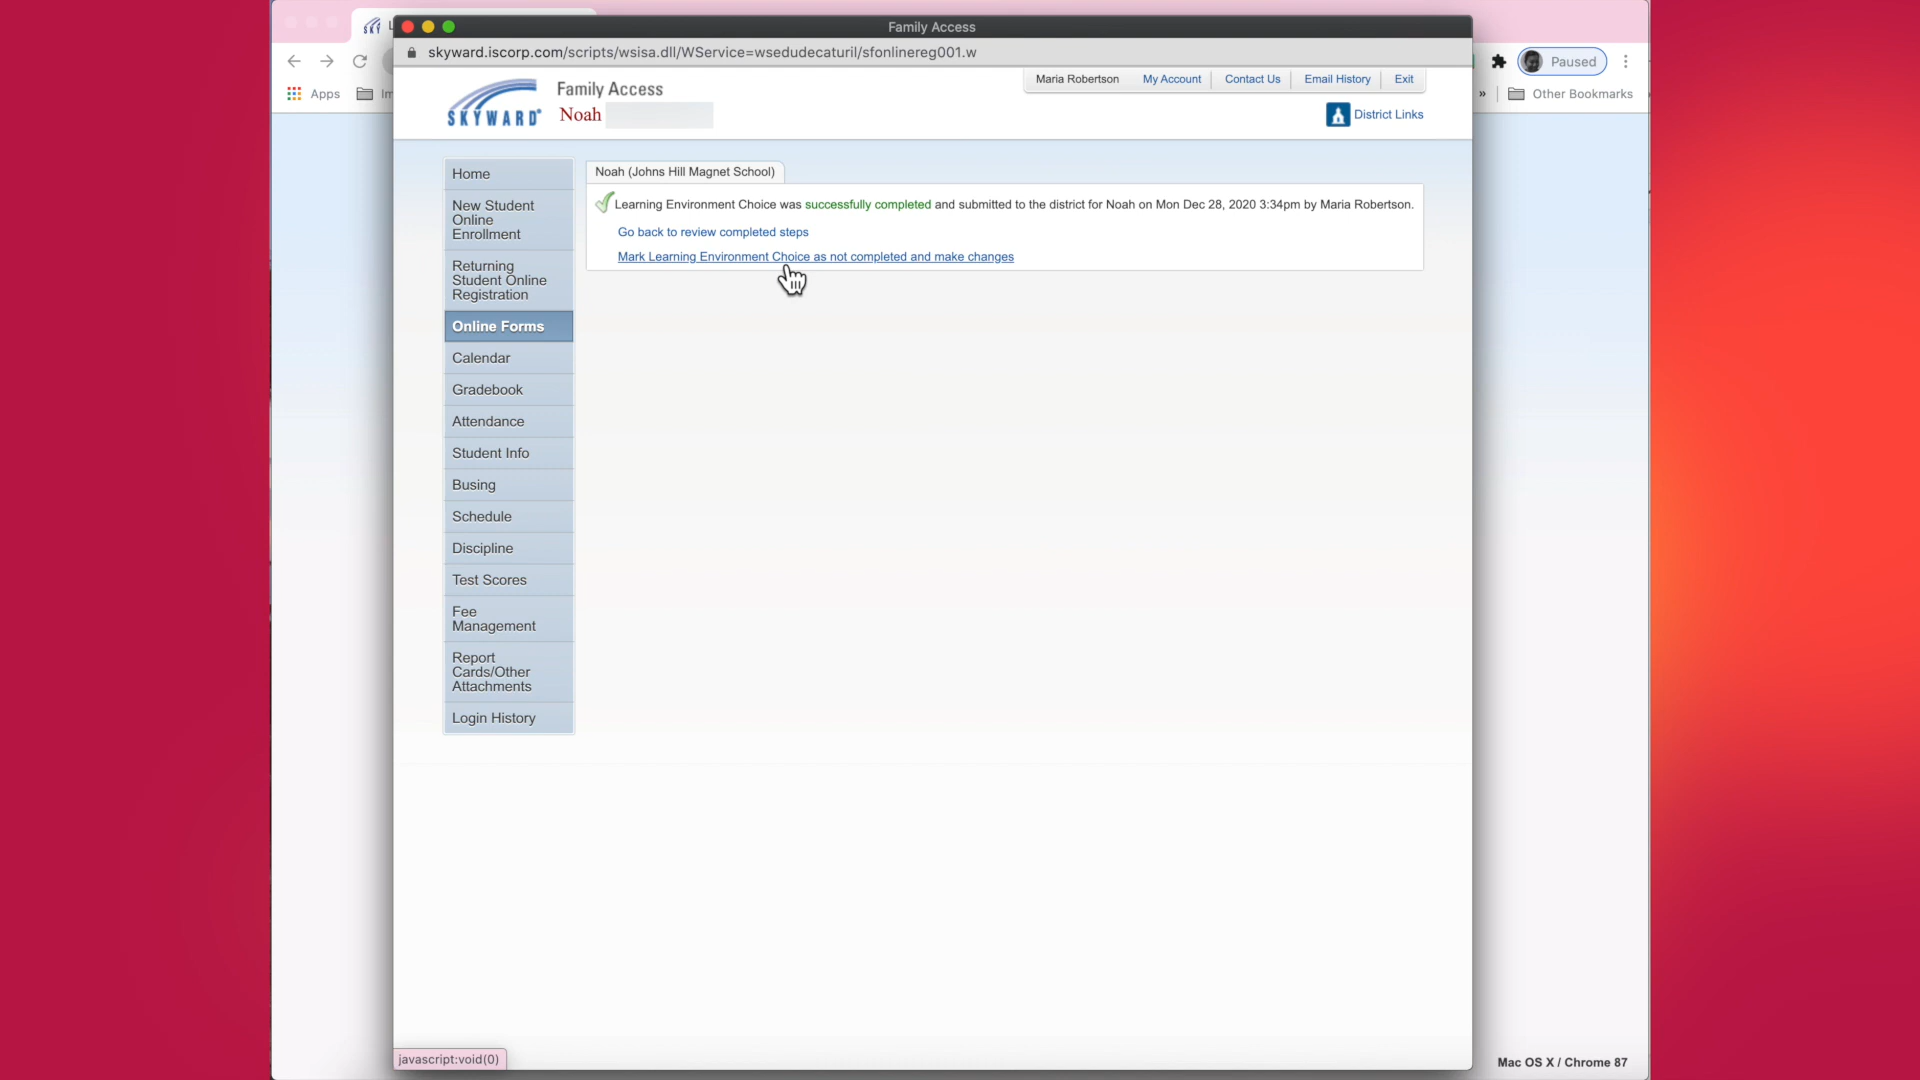 Family Access
skyward.iscorp.com/scripts/wsisa.dll/WService=wsedudecaturil/sfonlinereg001.w
Paused
Apps
Im
Other Bookmarks
SKYWARD
Family Access
Noah
Maria Robertson
My Account
Contact Us
Email History
Exit
District Links
Home
New Student
Online
Enrollment
Returning
Student Online
Registration
Online Forms
Calendar
Gradebook
Attendance
Student Info
Busing
Schedule
Discipline
Test Scores
Fee
Management
Report
Cards/Other
Attachments
Login History
Noah (Johns Hill Magnet School)
Learning Environment Choice was successfully completed and submitted to the district for Noah on Mon Dec 28, 2020 3:34pm by Maria Robertson.
Go back to review completed steps
Mark Learning Environment Choice as not completed and make changes
javascript:void(0)
Mac OS X / Chrome 87